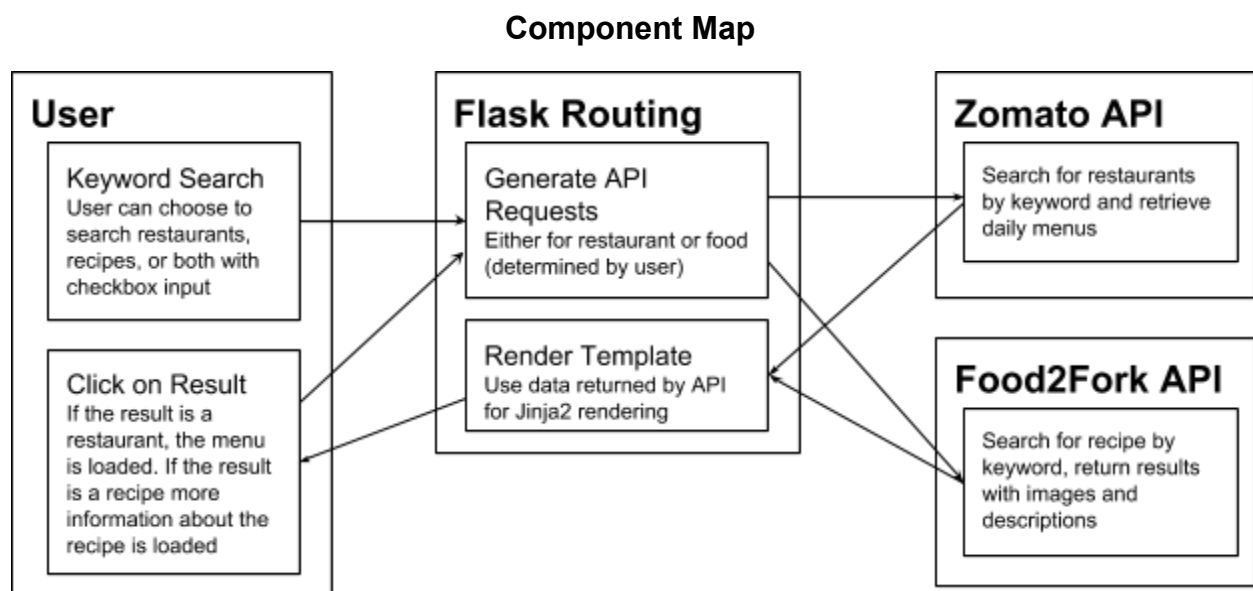 Component Map
User
Keyword Search
User can choose to
search restaurants,
recipes, or both with
checkbox input
Click on Result
If the result is a
restaurant, the menu
is loaded. If the result
is a recipe more
information about the
recipe is loaded
Flask Routing
Generate API
Requests
Either for restaurant or food
(determined by user)
Render Template
Use data returned by API
for Jinja2 rendering
Zomato API
Search for restaurants
by keyword and retrieve
daily menus
Food2Fork API
Search for recipe by
keyword, return results
with images and
descriptions